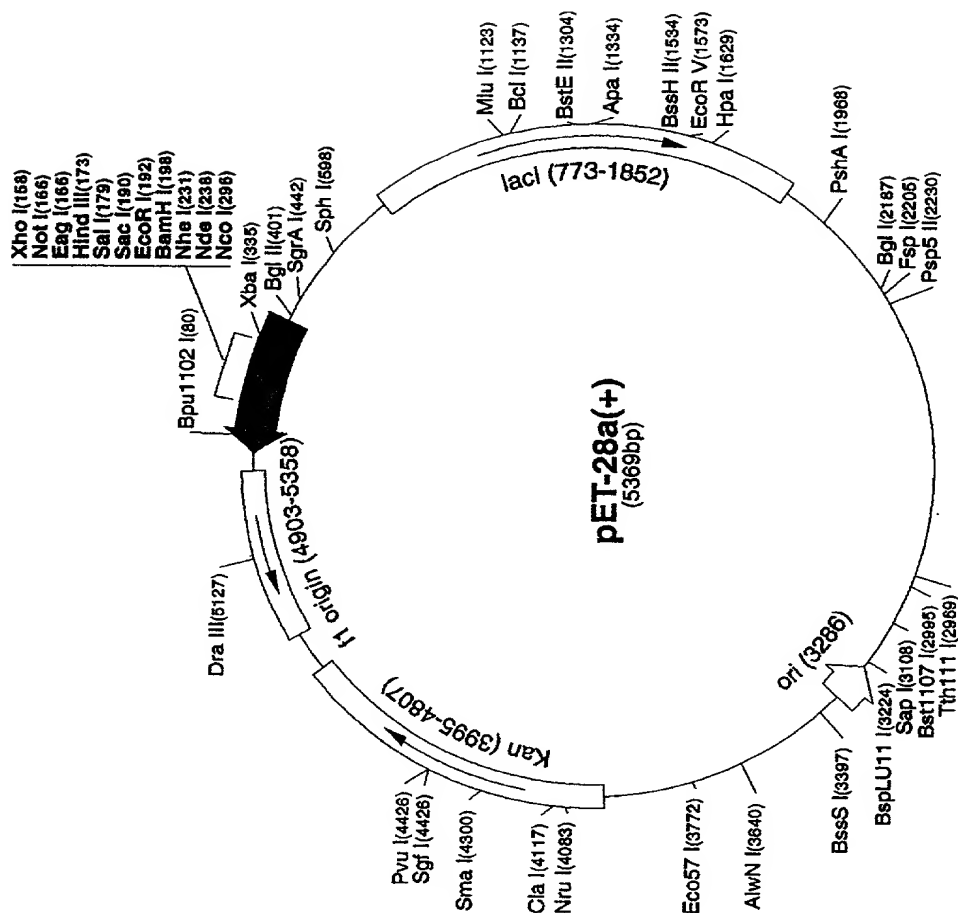 Xho I(158)
Not I(166)
Eag I(166)
Hind III(173)
Sal I(179)
Sac I(190)
EcoR I(192)
BamH I(198)
Nhe I(231)
Nde I(238)
Nco I(296)
Bpu1102 I(80)
Xba I(335)
Bgl II(401)
SgrA I(442)
Sph I(598)
Mlu I(1123)
Bcl I(1137)
BstE II(1304)
Apa I(1334)
BssH II(1534)
EcoR V(1573)
Hpa I(1629)
lacI (773-1852)
PshA I(1968)
Bgl I(2187)
Fsp I(2205)
Psp5 II(2230)
pET-28a(+)
(5369bp)
Dra III(5127)
f1 origin (4903-5358)
Kan (3995-4807)
ori (3286)
Pvu I(4426)
Sgf I(4426)
Sma I(4300)
Cla I(4117)
Nru I(4083)
Eco57 I(3772)
AlwN I(3640)
BssS I(3397)
BspLU11 I(3224)
Sap I(3108)
Bst1107 I(2995)
Tth111 I(2969)